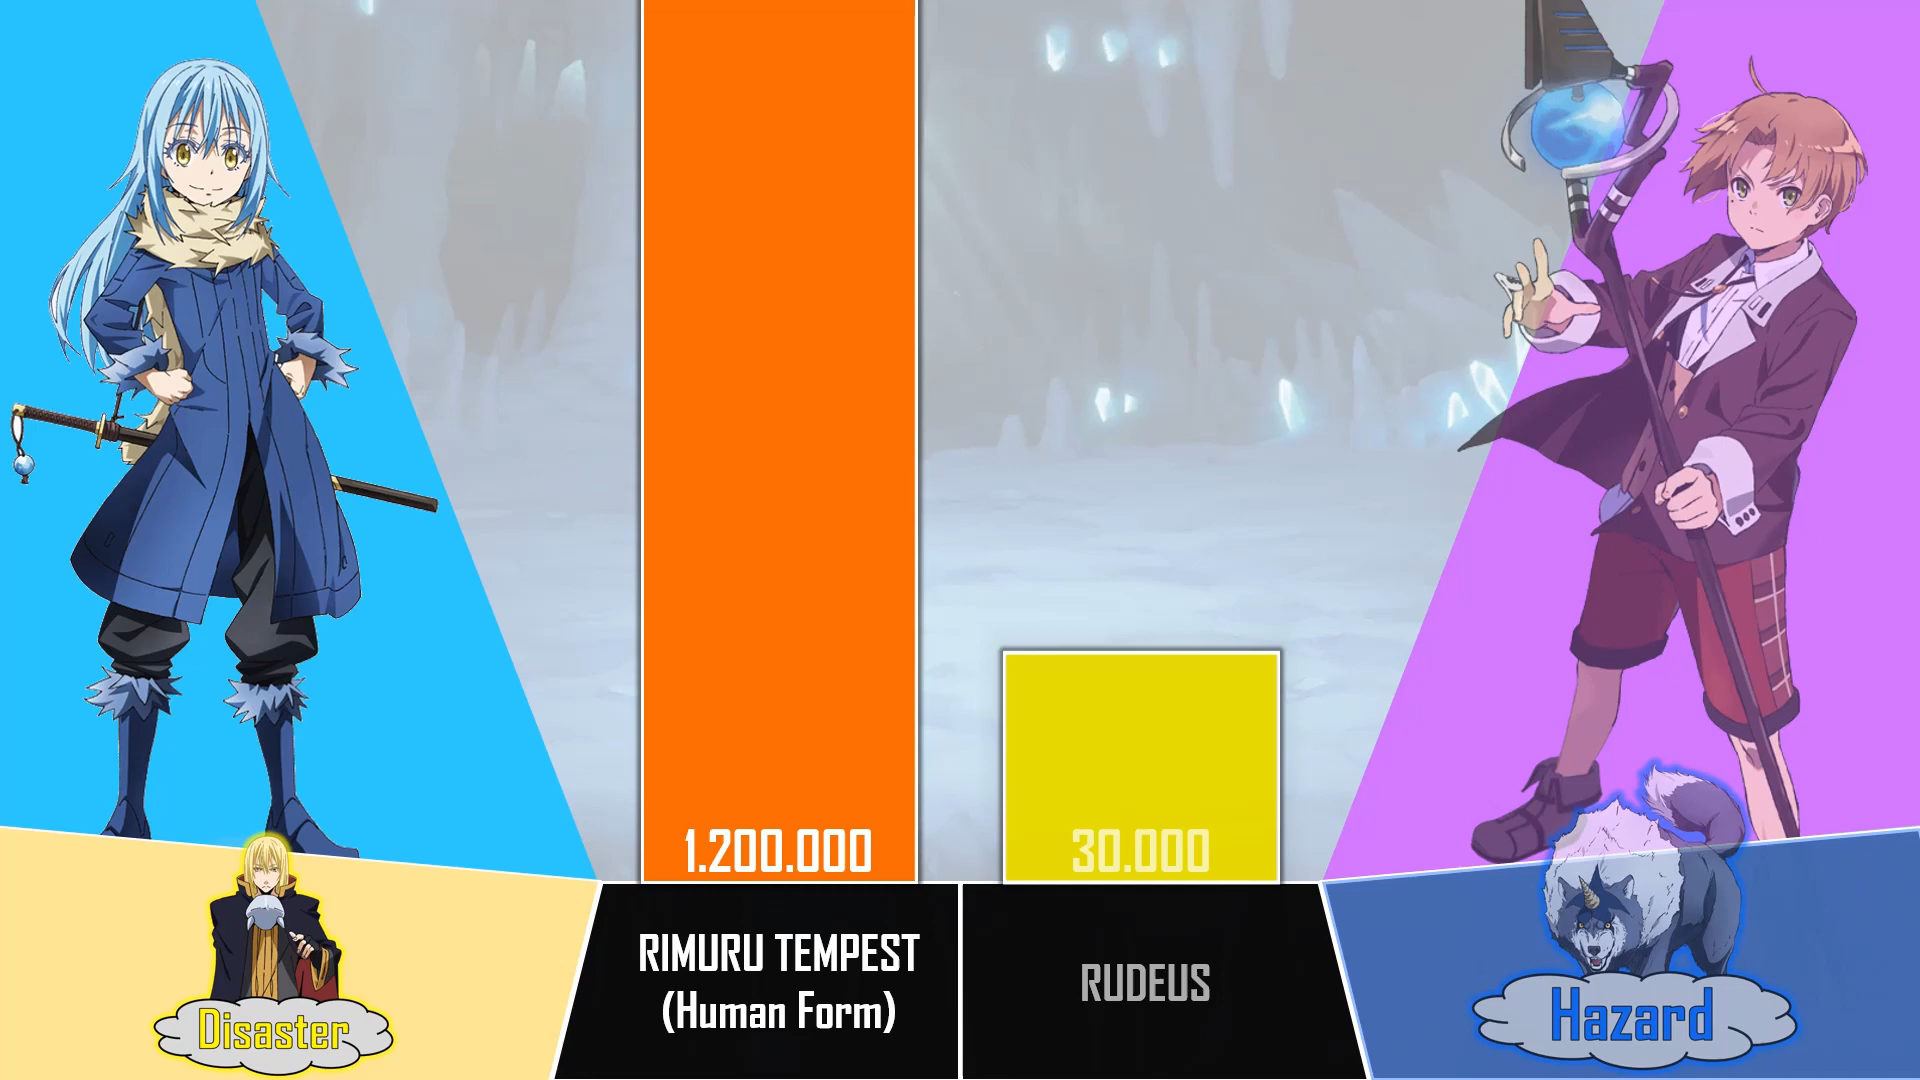 1.200.000
30.000
RIMURU TEMPEST
(Human Form)
RUDEUS
Disaster
Hazard